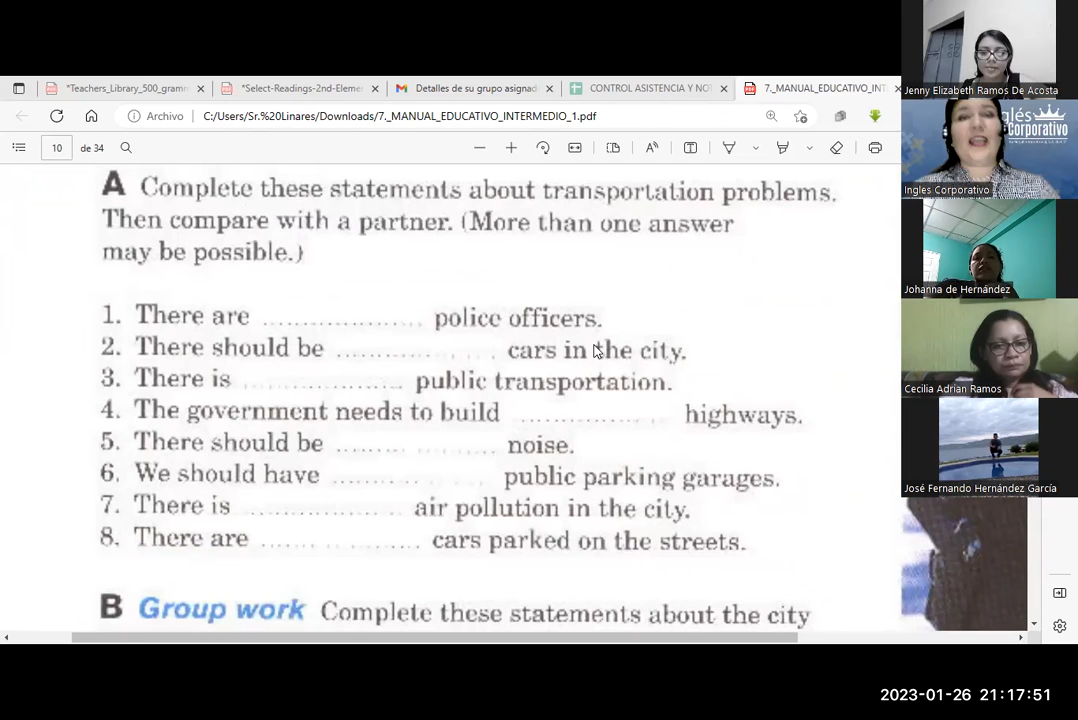 *Teachers_Library_500_gramm
*Select-Readings-2nd-Eleme
Detalles de su grupo asignad
CONTROL ASISTENCIA Y NOT
7._MANUAL_EDUCATIVO_INT
Archivo
C:/Users/Sr.%20Linares/Downloads/7._MANUAL_EDUCATIVO_INTERMEDIO_1.pdf
10 de 34
A Complete these statements about transportation problems.
Then compare with a partner. (More than one answer
may be possible.)
1. There are .................... police officers.
2. There should be .................... cars in the city.
3. There is .................... public transportation.
4. The government needs to build .................... highways.
5. There should be .................... noise.
6. We should have .................... public parking garages.
7. There is .................... air pollution in the city.
8. There are .................... cars parked on the streets.
B Group work Complete these statements about the city
Jenny Elizabeth Ramos De Acosta
glés
Corporativo
Ingles Corporativo
Johanna de Hernández
Cecilia Adrian Ramos
José Fernando Hernández García
2023-01-26 21:17:51